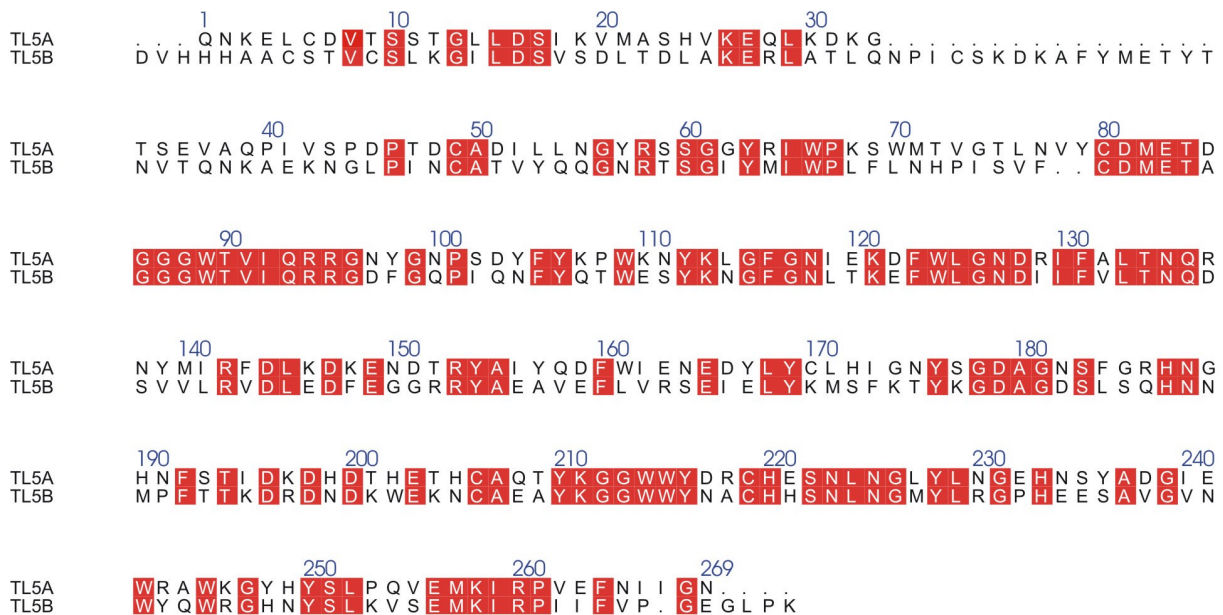 1 10 20 30
TL5A . . . Q N K E L C D V T S S T G L L D S I K V M A S H V K E Q L K D K G . . . . . . . . . . . . . . . .
TL5B D V H H H A A C S T V C S L K G I L D S V S D L T D L A K E R L A T L Q N P I C S K D K A F Y M E T Y T
40 50 60 70 80
TL5A T S E V A Q P I V S P D P T D C A D I L L N G Y R S S G G Y R I W P K S W M T V G T L N V Y C D M E T D
TL5B N V T Q N K A E K N G L P I N C A T V Y Q Q G N R T S G I Y M I W P L F L N H P I S V F . . C D M E T A
90 100 110 120 130
TL5A G G G W T V I Q R R G N Y G N P S D Y F Y K P W K N Y K L G F G N I E K D F W L G N D R I F A L T N Q R
TL5B G G G W T V I Q R R G D F G Q P I Q N F Y Q T W E S Y K N G F G N L T K E F W L G N D I I F V L T N Q D
140 150 160 170 180
TL5A N Y M I R F D L K D K E N D T R Y A I Y Q D F W I E N E D Y L Y C L H I G N Y S G D A G N S F G R H N G
TL5B S V V L R V D L E D F E G G R R Y A E A V E F L V R S E I E L Y K M S F K T Y K G D A G D S L S Q H N N
190 200 210 220 230 240
TL5A H N F S T I D K D H D T H E T H C A Q T Y K G G W W Y D R C H E S N L N G L Y L N G E H N S Y A D G I E
TL5B M P F T T K D R D N D K W E K N C A E A Y K G G W W Y N A C H H S N L N G M Y L R G P H E E S A V G V N
250 260 269
TL5A W R A W K G Y H Y S L P Q V E M K I R P V E F N I I G N . . . .
TL5B W Y Q W R G H N Y S L K V S E M K I R P I I F V P . G E G L P K